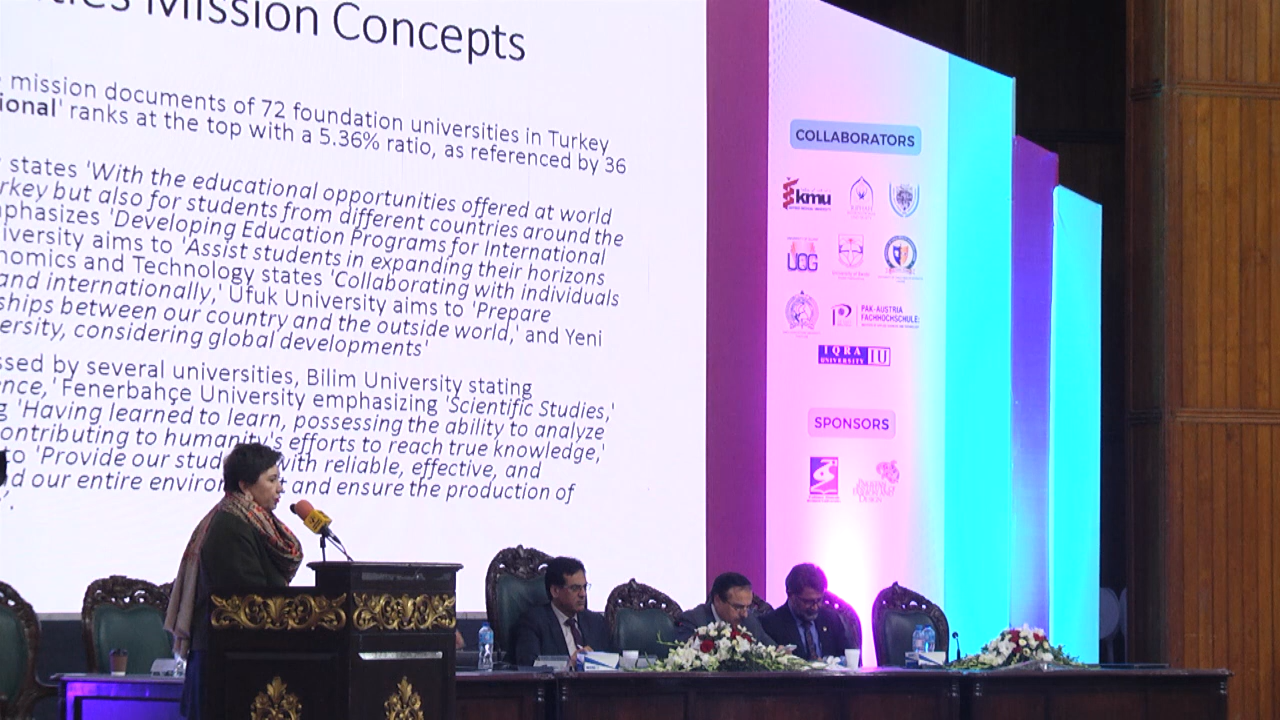 Mission Concepts
mission documents of 72 foundation universities in Turkey
ional' ranks at the top with a 5.36% ratio, as referenced by 36
states 'With the educational opportunities offered at world
rkey but also for students from different countries around the
phasizes 'Developing Education Programs for International
iversity aims to 'Assist students in expanding their horizons
nomics and Technology states 'Collaborating with individuals
and internationally,' Ufuk University aims to 'Prepare
ships between our country and the outside world,' and Yeni
ersity, considering global developments'
ssed by several universities, Bilim University stating
nce,' Fenerbahçe University emphasizing 'Scientific Studies,'
g 'Having learned to learn, possessing the ability to analyze
ontributing to humanity's efforts to reach true knowledge,'
to 'Provide our stud with reliable, effective, and
d our entire environ t and ensure the production of
COLLABORATORS
kmu
UOG
PAK-AUSTRIA
FACHHOCHSCHULE:
IQRA
UNIVERSITY
IU
SPONSORS